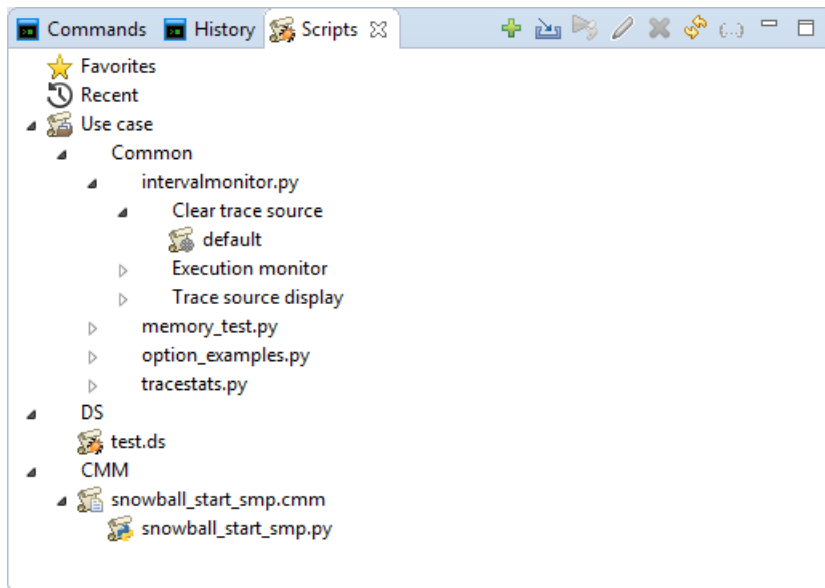 Commands History Scripts
Favorites
Recent
Use case
Common
intervalmonitor.py
Clear trace source
default
Execution monitor
Trace source display
memory_test.py
option_examples.py
tracestats.py
DS
test.ds
CMM
snowball_start_smp.cmm
snowball_start_smp.py